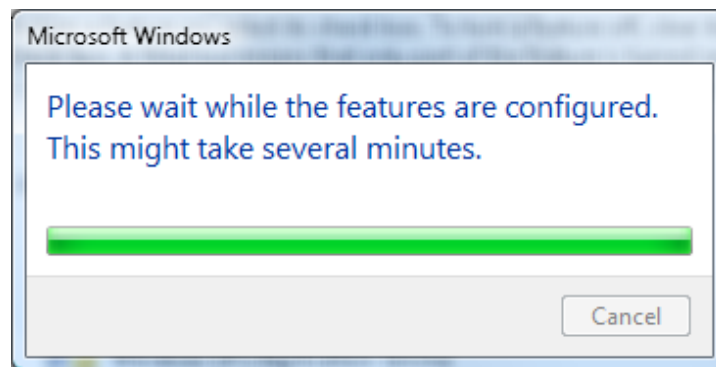 Microsoft Windows
Please wait while the features are configured.
This might take several minutes.
Cancel